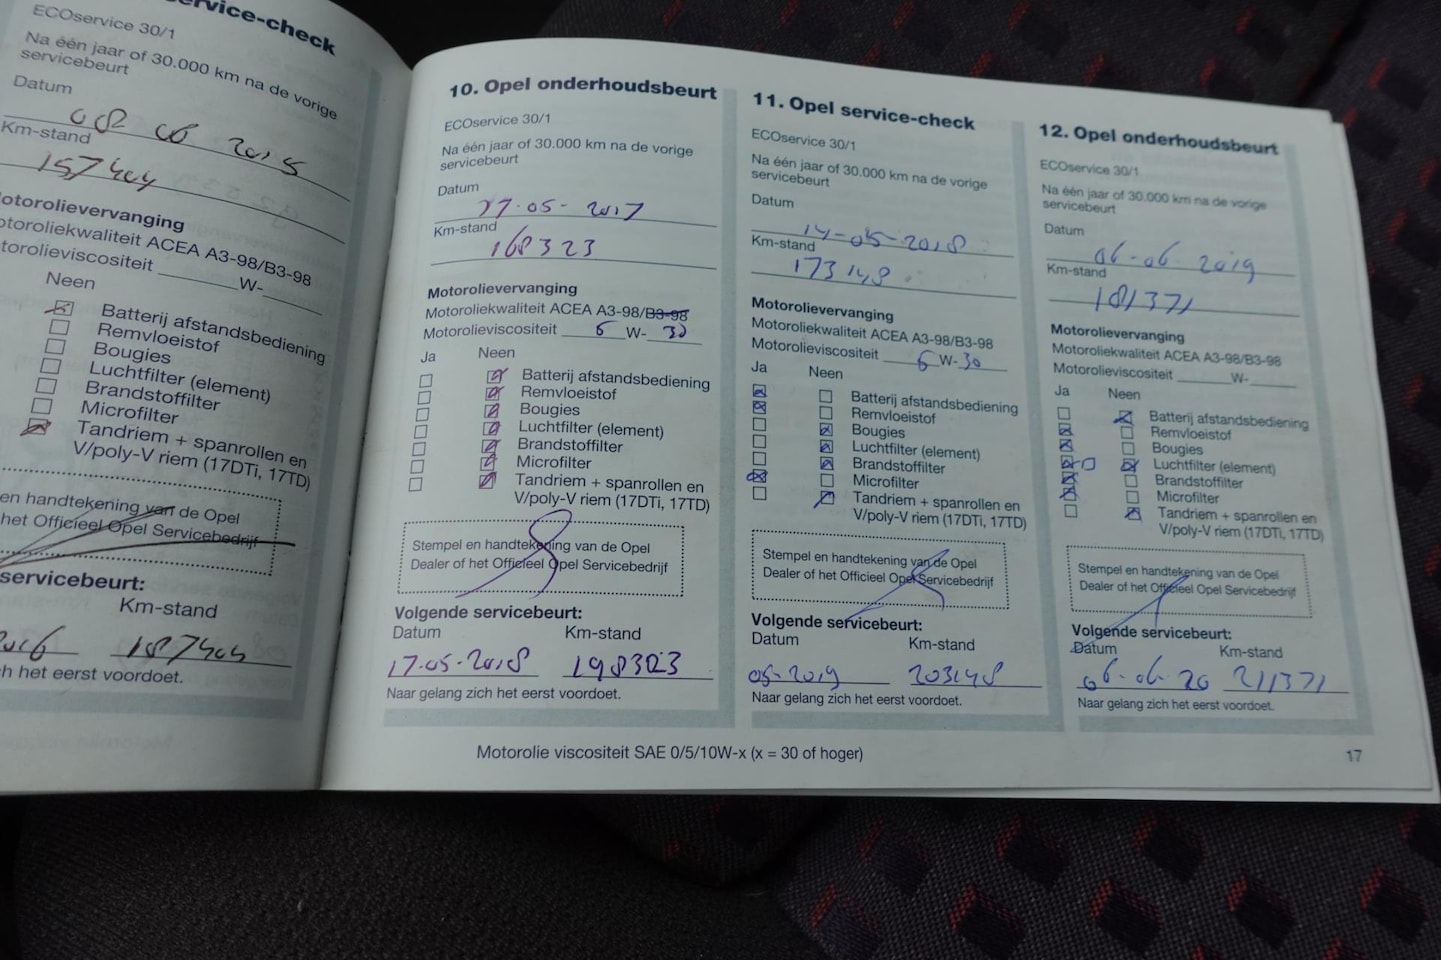 service-check
ECOservice 30/1
Na één jaar of 30.000 km na de vorige
servicebeurt
Datum
08 06 2015
Km-stand
157404
Motorolievervanging
Motoroliekwaliteit ACEA A3-98/B3-98
Motorolieviscositeit ______W-______
Neen
Batterij afstandsbediening
Remvloeistof
Bougies
Luchtfilter (element)
Brandstoffilter
Microfilter
Tandriem + spanrollen en
V/poly-V riem (17DTi, 17TD)
en handtekening van de Opel
het Officieel Opel Servicebedrijf
servicebeurt:
Km-stand
2016 187404
h het eerst voordoet.
10. Opel onderhoudsbeurt
ECOservice 30/1
Na één jaar of 30.000 km na de vorige
servicebeurt
Datum
17-05-2017
Km-stand
168323
Motorolievervanging
Motoroliekwaliteit ACEA A3-98/B3-98
Motorolieviscositeit 5 W- 30
Ja Neen
Batterij afstandsbediening
Remvloeistof
Bougies
Luchtfilter (element)
Brandstoffilter
Microfilter
Tandriem + spanrollen en
V/poly-V riem (17DTi, 17TD)
Stempel en handtekening van de Opel
Dealer of het Officieel Opel Servicebedrijf
Volgende servicebeurt:
Datum Km-stand
17-05-2018 198323
Naar gelang zich het eerst voordoet.
11. Opel service-check
ECOservice 30/1
Na één jaar of 30.000 km na de vorige
servicebeurt
Datum
14-05-2018
Km-stand
173148
Motorolievervanging
Motoroliekwaliteit ACEA A3-98/B3-98
Motorolieviscositeit 5 W- 30
Ja Neen
Batterij afstandsbediening
Remvloeistof
Bougies
Luchtfilter (element)
Brandstoffilter
Microfilter
Tandriem + spanrollen en
V/poly-V riem (17DTi, 17TD)
Stempel en handtekening van de Opel
Dealer of het Officieel Opel Servicebedrijf
Volgende servicebeurt:
Datum Km-stand
05-2019 203148
Naar gelang zich het eerst voordoet.
12. Opel onderhoudsbeurt
ECOservice 30/1
Na één jaar of 30.000 km na de vorige
servicebeurt
Datum
06-06-2019
Km-stand
181371
Motorolievervanging
Motoroliekwaliteit ACEA A3-98/B3-98
Motorolieviscositeit ______W-______
Ja Neen
Batterij afstandsbediening
Remvloeistof
Bougies
Luchtfilter (element)
Brandstoffilter
Microfilter
Tandriem + spanrollen en
V/poly-V riem (17DTi, 17TD)
Stempel en handtekening van de Opel
Dealer of het Officieel Opel Servicebedrijf
Volgende servicebeurt:
Datum Km-stand
06-06-20 211371
Naar gelang zich het eerst voordoet.
Motorolie viscositeit SAE 0/5/10W-x (x = 30 of hoger)
17